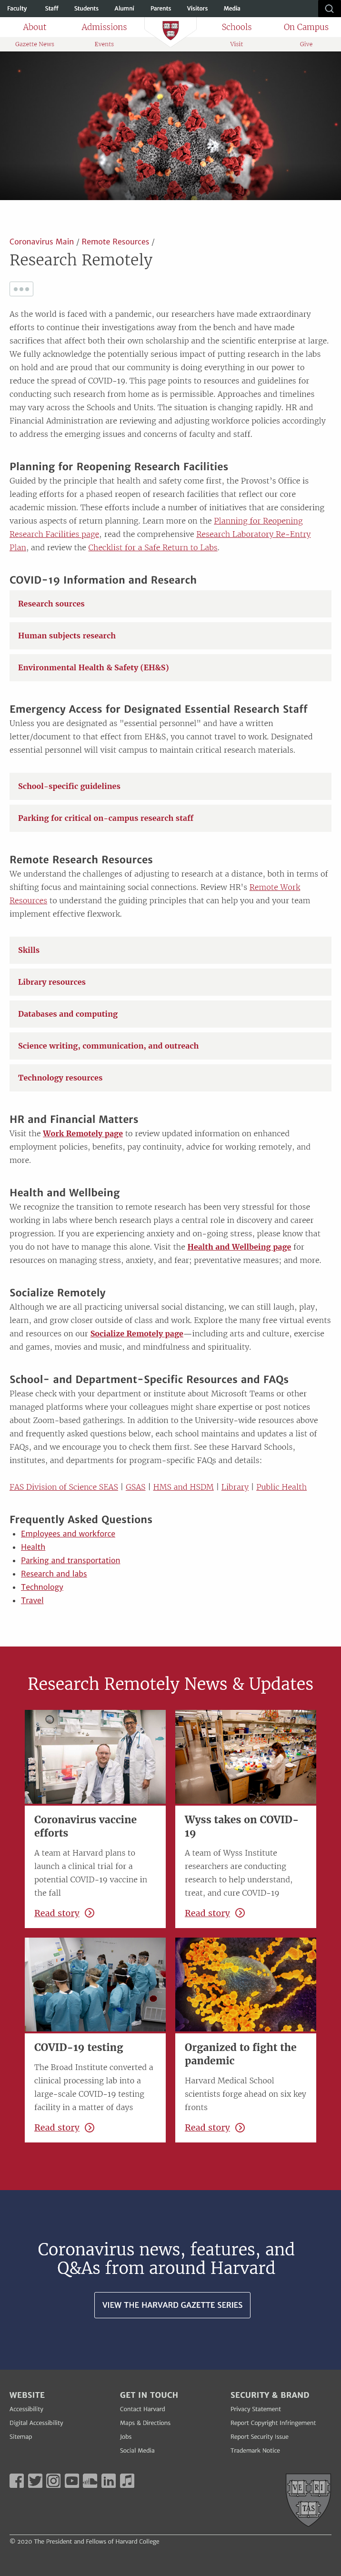 Faculty Staff Students Alumni Parents Visitors Media
About Admissions Schools On Campus
Gazette News Events Visit Give
Coronavirus Main / Remote Resources /
Research Remotely
As the world is faced with a pandemic, our researchers have made extraordinary
efforts to continue their investigations away from the bench and have made
sacrifices that affect both their own scholarship and the scientific enterprise at large.
We fully acknowledge the potentially serious impact of putting research in the labs
on hold and are proud that our community is doing everything in our power to
reduce the spread of COVID-19. This page points to resources and guidelines for
conducting such research from home as is possible. Approaches and timelines
may vary across the Schools and Units. The situation is changing rapidly. HR and
Financial Administration are reviewing and adjusting workforce policies accordingly
to address the emergent situation and concerns of faculty and staff.
Planning for Reopening Research Facilities
Guided by the principle that health and safety come first, the Provost's Office is
leading efforts toward a phased reopen of research facilities that includes input
from members of the entire academic mission. These efforts include considering
various aspects of return planning. Learn more on the Planning for Reopening
Research Facilities page, read the comprehensive Research Laboratory Re-Entry
Plan, and review the Checklist for a Safe Return to Labs.
COVID-19 Information and Research
Research sources
Human subjects research
Environmental Health & Safety (EH&S)
Emergency Access for Designated Essential Research Staff
Unless you are designated as "essential personnel" and have a written
letter/document to that effect from EH&S, you cannot travel to work. Designated
essential personnel will visit campus to maintain critical research materials.
School-specific guidelines
Parking for critical on-campus research staff
Remote Research Resources
We understand the challenges of adjusting to research at a distance, both in terms of
shifting focus and maintaining social connections. Review HR's Remote Work
Resources to understand the guiding principles that can help you and your team
implement effective flexwork.
Skills
Library resources
Databases and computing
Science writing, communication, and outreach
Technology resources
HR and Financial Matters
Visit the Work Remotely page to review updated information on enhanced
employment policies, benefits, pay continuity, advice for working remotely, and
more.
Health and Wellbeing
We recognize the transition to remote research has been very stressful for those
working in areas where bench research plays a central role in discovery and career
progression. If you are experiencing anxiety and on-going stress, please know that
you do not have to manage this alone. Visit the Health and Wellbeing page for
resources on managing stress, anxiety, and fear; preventative measures; and more.
Socialize Remotely
Although we are all practicing universal social distancing, we can still laugh, play,
learn, and grow closer outside of class and work. Explore the many free virtual events
and resources on our Socialize Remotely page—including arts and culture, exercise
and games, movies and music, and mindfulness and spirituality.
School- and Department-Specific Resources and FAQs
Please check with your department or institute about Microsoft Teams or other
managed platforms where your colleagues might share expertise or post notices
about Zoom-based gatherings. In addition to the University-wide resources above
and frequently asked questions below, individual schools and units maintain a list of
FAQs, and we encourage you to check them first. See these Harvard Schools,
institutes, and departments for program-specific FAQs and details:
FAS Division of Science SEAS | GSAS | HMS and HSDM | Library | Public Health
Frequently Asked Questions
Employees and workforce
Health
Parking and transportation
Research and labs
Technology
Travel
Research Remotely News & Updates
Coronavirus vaccine
efforts
A team at Harvard plans to
launch a clinical trial for a
potential COVID-19 vaccine in
the fall
Read story
Wyss takes on COVID-
19
A team of Wyss Institute
researchers are conducting
research to help understand,
treat, and cure COVID-19
Read story
COVID-19 testing
The Broad Institute converted a
clinical processing lab into a
large-scale COVID-19 testing
facility in a matter of days
Read story
Organized to fight the
pandemic
Harvard Medical School
scientists forge ahead on six key
fronts
Read story
Coronavirus news, features, and
Q&As from around Harvard
VIEW THE HARVARD GAZETTE SERIES
WEBSITE
Accessibility
Digital Accessibility
Sitemap
GET IN TOUCH
Contact Harvard
Maps & Directions
Jobs
Social Media
SECURITY & BRAND
Privacy Statement
Report Copyright Infringement
Report Security Issue
Trademark Notice
VE RI
TAS
© 2020 The President and Fellows of Harvard College